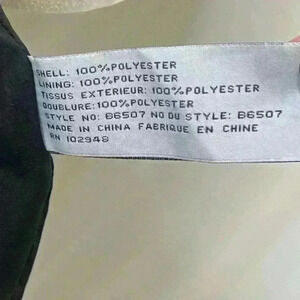 SHELL: 100%POLYESTER
LINING: 100%POLYESTER
TISSUS EXTERIEUR: 100%POLYESTER
DOUBLURE:100%POLYESTER
STYLE NO: B6507 NO DU STYLE: B6507
MADE IN CHINA FABRIQUE EN CHINE
RN 102948